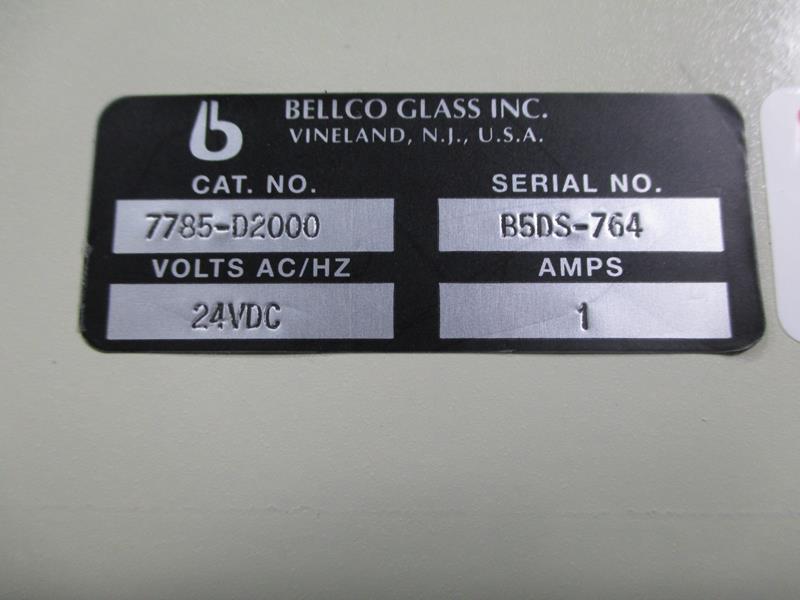 b BELLCO GLASS INC.
VINELAND, N.J., U.S.A.
CAT. NO. SERIAL NO.
7785-D2000 B5DS-764
VOLTS AC/HZ AMPS
24VDC 1